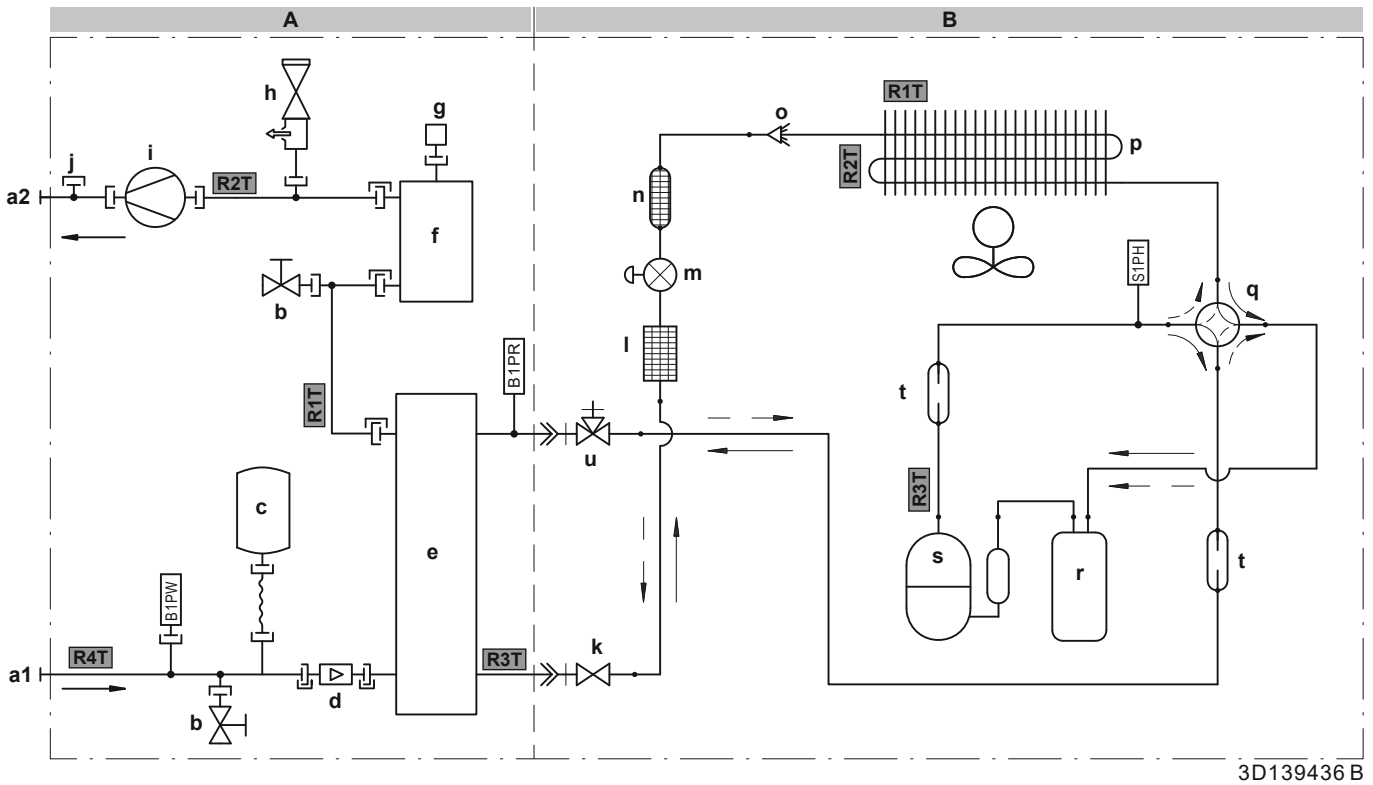 A
B
h
g
j
i
R2T
a2
f
b
R1T
B1PR
c
e
B1PW
R4T
a1
d
b
R3T
R1T
o
p
R2T
n
m
S1PH
q
l
t
u
R3T
s
r
t
k
3D139436 B